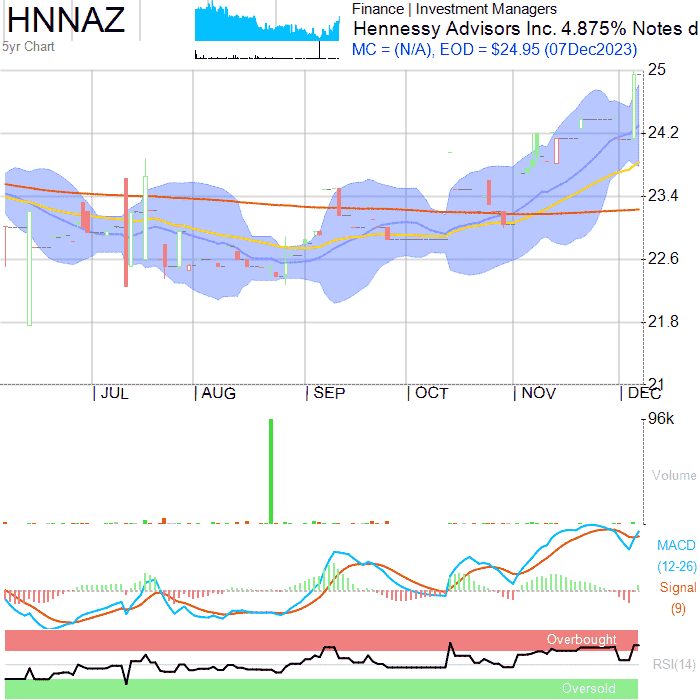 HNNAZ
5yr Chart
Finance | Investment Managers
Hennessy Advisors Inc. 4.875% Notes d
MC = (N/A), EOD = $24.95 (07Dec2023)
25
24.2
23.4
22.6
21.8
21
JUL AUG SEP OCT NOV DEC
96k
Volume
MACD
(12-26)
Signal
(9)
Overbought
RSI(14)
Oversold